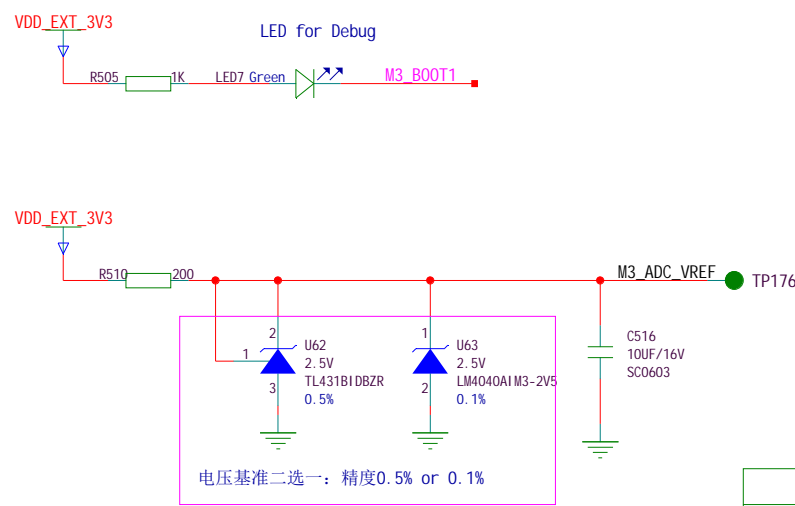 VDD_EXT_3V3
LED for Debug
R505 1K LED7 Green M3_BOOT1
VDD_EXT_3V3
R510 200 M3_ADC_VREF TP176
2 1
1 U62 U63 C516
2.5V 2.5V 10UF/16V
3 TL431BIDBZR 2 LM4040AIM3-2V5 SC0603
0.5% 0.1%
电压基准二选一：精度0.5% or 0.1%